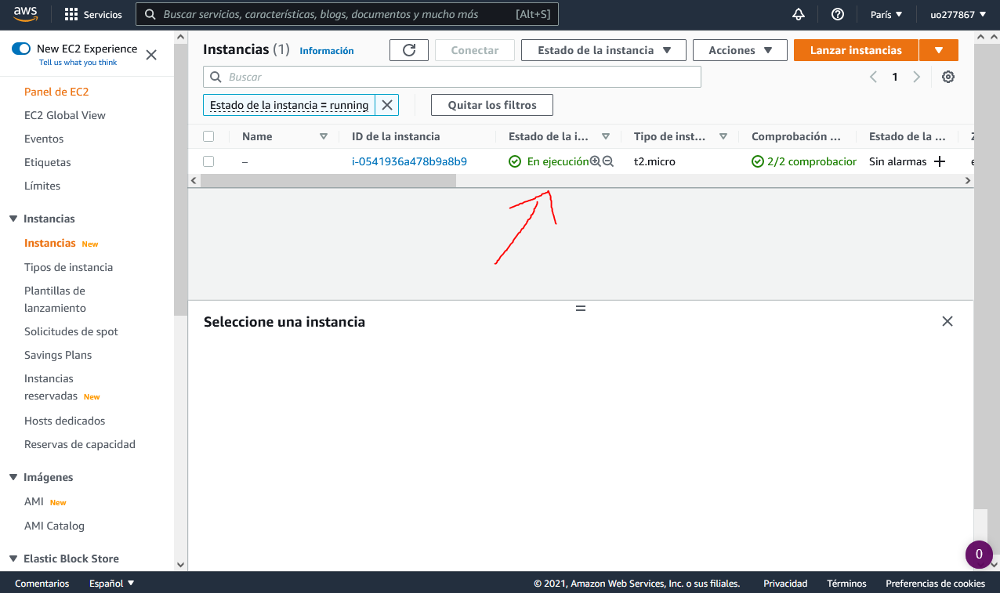 aws
Servicios
Buscar servicios, características, blogs, documentos y mucho más [Alt+S]
París
uo277867
New EC2 Experience
Tell us what you think
Panel de EC2
EC2 Global View
Eventos
Etiquetas
Límites
Instancias
Instancias New
Tipos de instancia
Plantillas de
lanzamiento
Solicitudes de spot
Savings Plans
Instancias
reservadas New
Hosts dedicados
Reservas de capacidad
Imágenes
AMI New
AMI Catalog
Elastic Block Store
Instancias (1) Información
Conectar
Estado de la instancia
Acciones
Lanzar instancias
Buscar
1
Estado de la instancia = running
Quitar los filtros
Name ID de la instancia Estado de la i... Tipo de inst... Comprobación ... Estado de la ... Z
– i-0541936a478b9a8b9 En ejecución t2.micro 2/2 comprobacior Sin alarmas + e
Seleccione una instancia
0
Comentarios Español © 2021, Amazon Web Services, Inc. o sus filiales. Privacidad Términos Preferencias de cookies